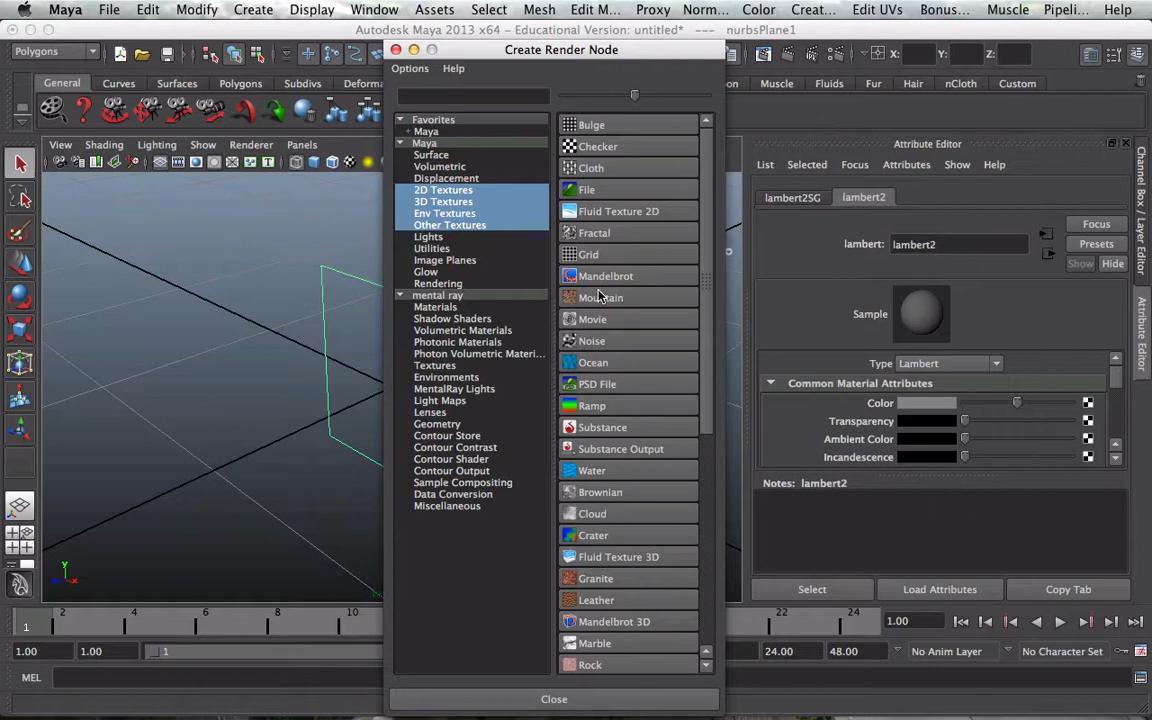 Maya File Edit Modify Create Display Window Assets Select Mesh Edit M... Proxy Norm... Color Creat... Edit UVs Bonus... Muscle Pipeli... Help
Autodesk Maya 2013 x64 - Educational Version: untitled* --- nurbsPlane1
Polygons
Create Render Node
X: Y: Z:
Options Help
General Curves Surfaces Polygons Subdivs Muscle Fluids Fur Hair nCloth Custom
View Shading Lighting Show Renderer Panels
Favorites
+ Maya
Maya
Surface
Volumetric
Displacement
2D Textures
3D Textures
Env Textures
Other Textures
Lights
Utilities
Image Planes
Glow
Rendering
mental ray
Materials
Shadow Shaders
Volumetric Materials
Photonic Materials
Photon Volumetric Materi...
Textures
Environments
MentalRay Lights
Light Maps
Lenses
Geometry
Contour Store
Contour Contrast
Contour Shader
Contour Output
Sample Compositing
Data Conversion
Miscellaneous
Bulge
Checker
Cloth
File
Fluid Texture 2D
Fractal
Grid
Mandelbrot
Mountain
Movie
Noise
Ocean
PSD File
Ramp
Substance
Substance Output
Water
Brownian
Cloud
Crater
Fluid Texture 3D
Granite
Leather
Mandelbrot 3D
Marble
Rock
Close
Attribute Editor
List Selected Focus Attributes Show Help
lambert2SG lambert2
Focus
lambert: lambert2
Presets
Show Hide
Sample
Type Lambert
Common Material Attributes
Color
Transparency
Ambient Color
Incandescence
Notes: lambert2
Select Load Attributes Copy Tab
Channel Box / Layer Editor
Attribute Editor
y
x
1 2 4 6 8 10 22 24 1.00
1.00 1.00 1 24.00 48.00 No Anim Layer No Character Set
MEL